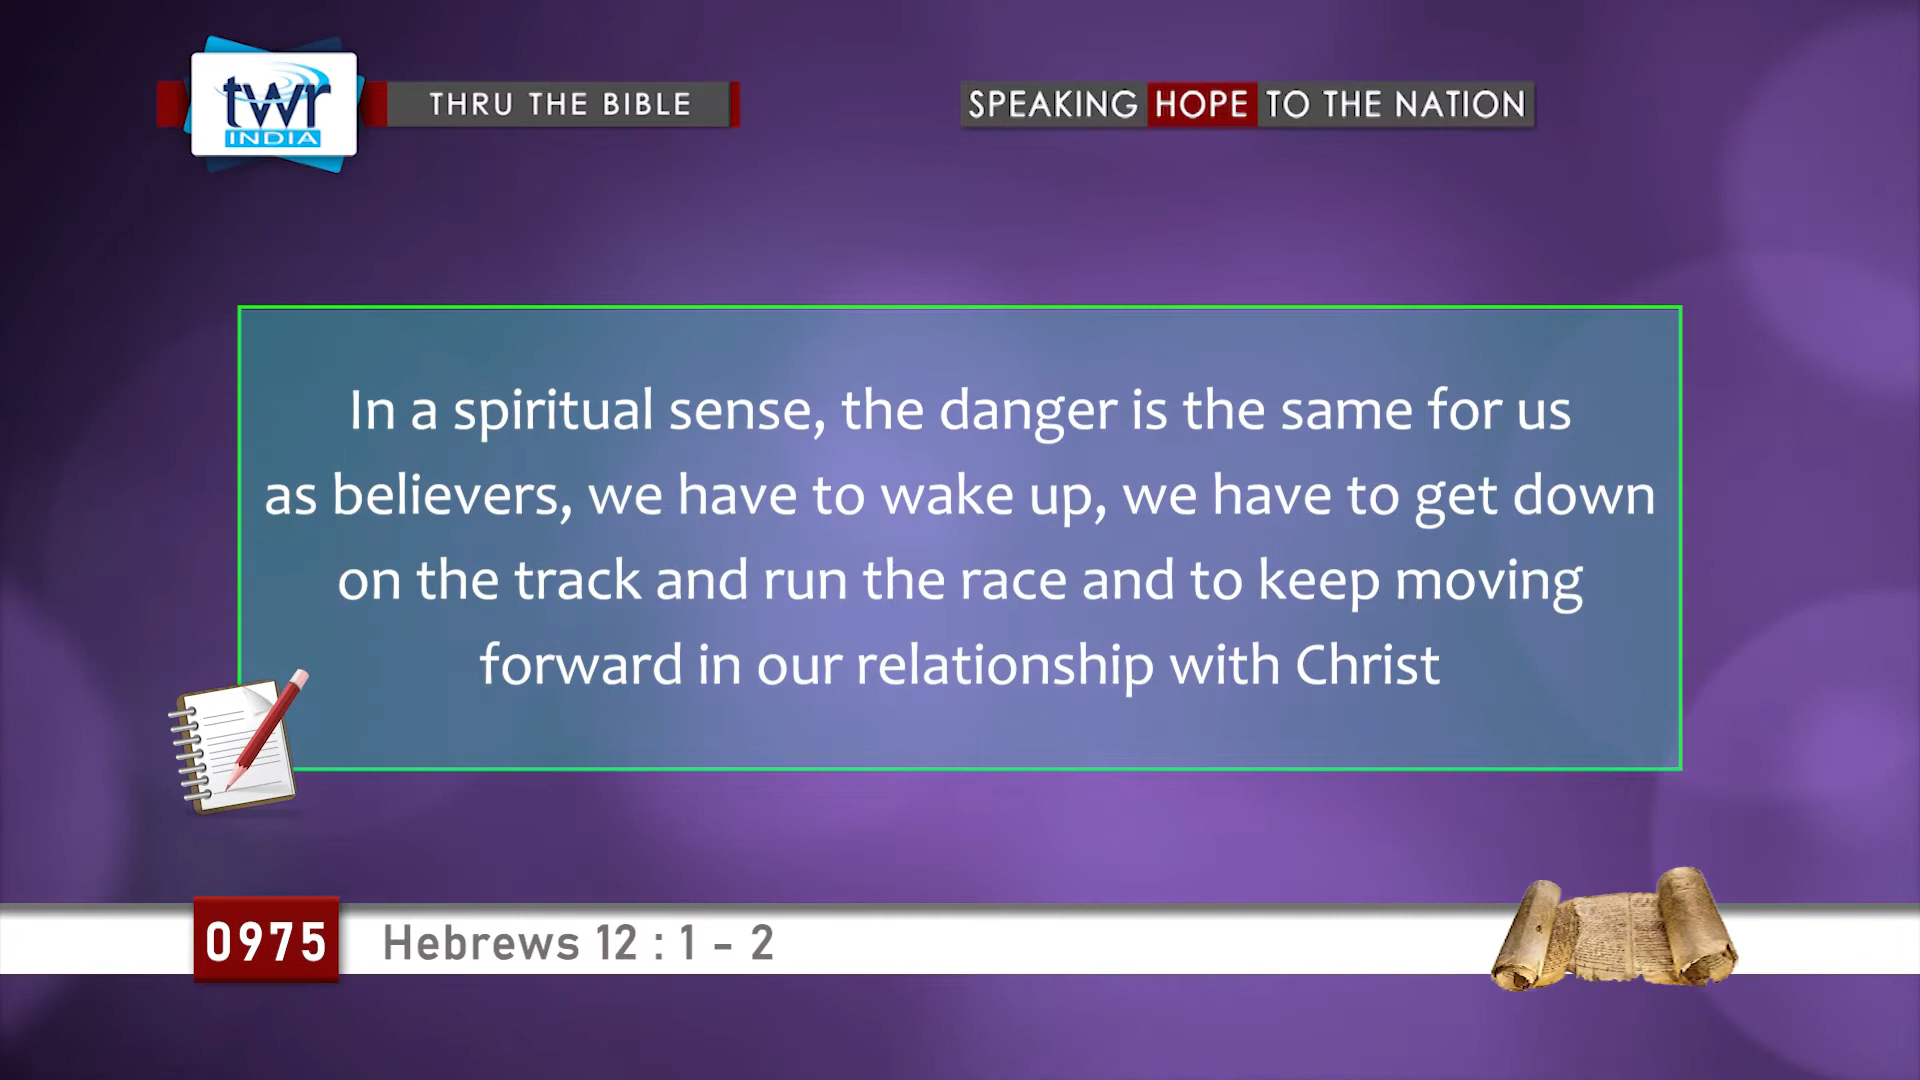 twr
INDIA
THRU THE BIBLE
SPEAKING HOPE TO THE NATION
In a spiritual sense, the danger is the same for us
as believers, we have to wake up, we have to get down
on the track and run the race and to keep moving
forward in our relationship with Christ
0975
Hebrews 12 : 1 - 2